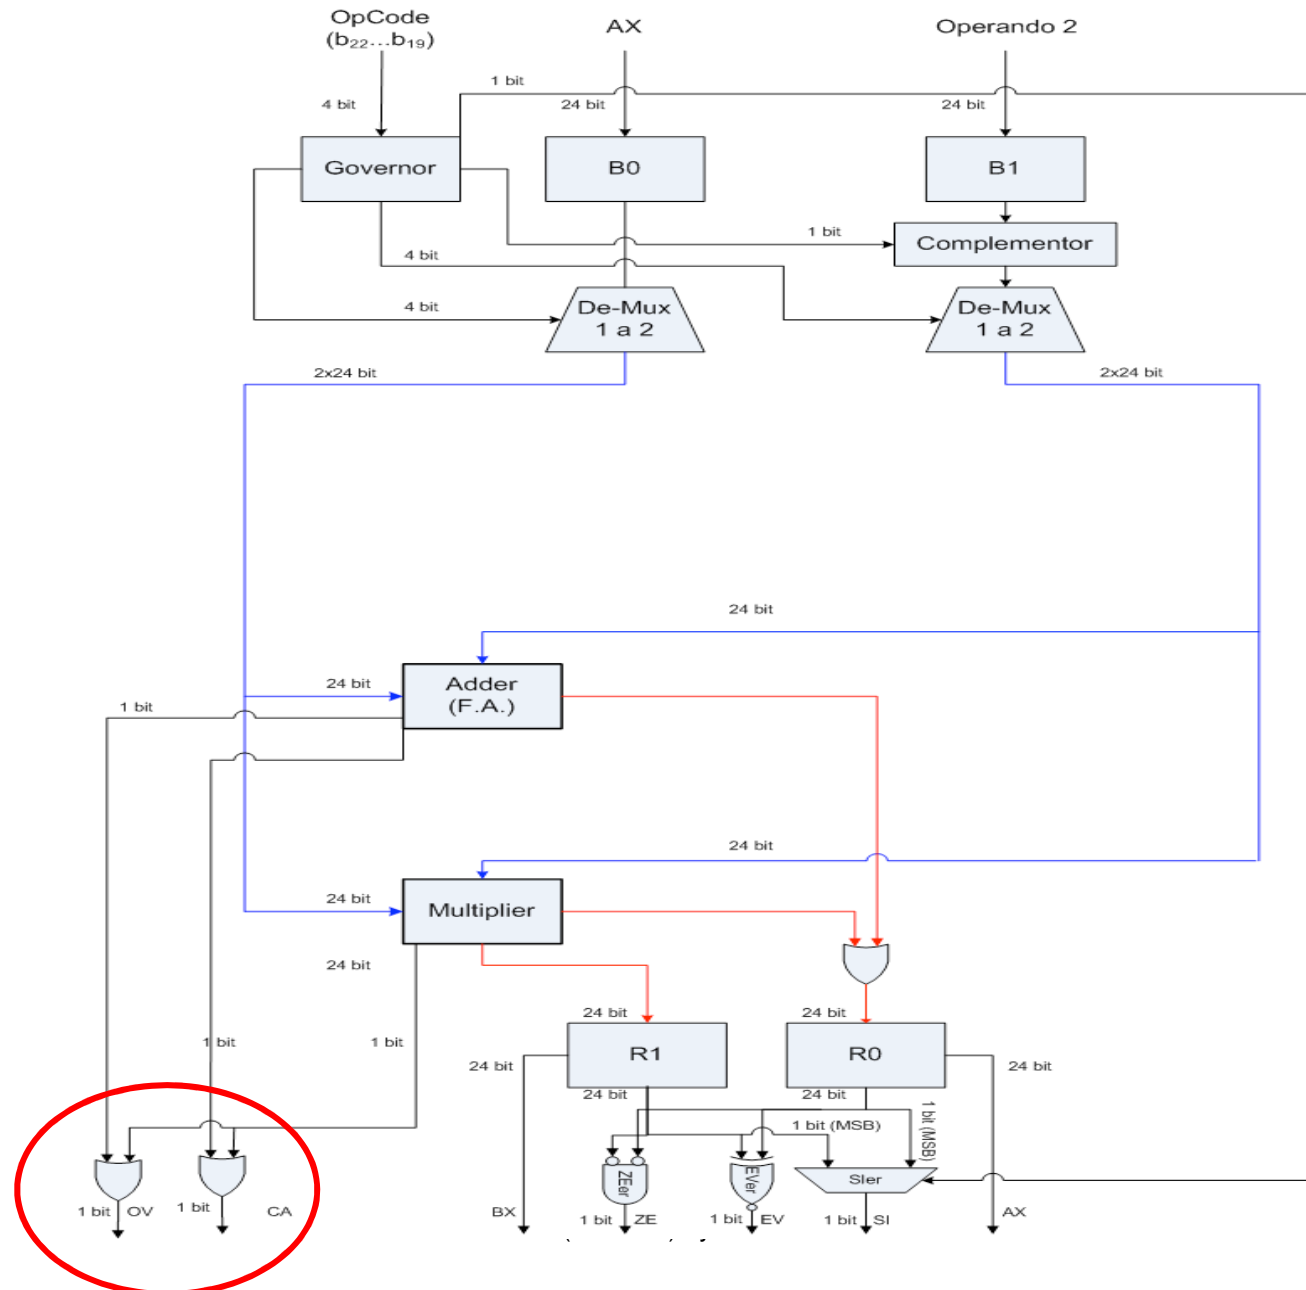 OpCode
(b₂₂...b₁₉)
AX
Operando 2
1 bit
4 bit
24 bit
24 bit
Governor
B0
B1
1 bit
Complementor
4 bit
4 bit
De-Mux
1 a 2
De-Mux
1 a 2
2x24 bit
2x24 bit
24 bit
24 bit
Adder
(F.A.)
1 bit
24 bit
24 bit
Multiplier
24 bit
24 bit
24 bit
1 bit
1 bit
R1
R0
24 bit
24 bit
24 bit
24 bit
1 bit (MSB)
1 bit (MSB)
ZEer
EVer
SIer
1 bit
OV
1 bit
CA
BX
1 bit
ZE
1 bit
EV
1 bit
SI
AX